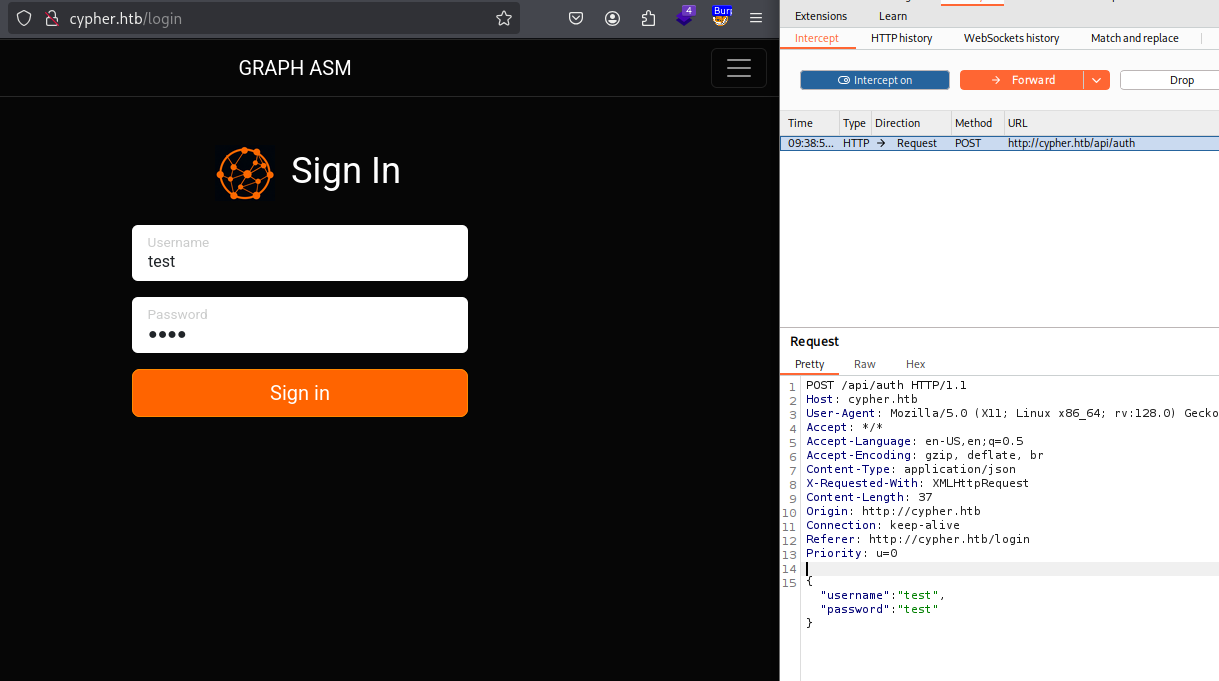 cypher.htb/login
4
GRAPH ASM
Sign In
Username
test
Password
Sign in
Extensions
Learn
Intercept
HTTP history
WebSockets history
Match and replace
Intercept on
Forward
Drop
Time Type Direction Method URL
09:38:5... HTTP → Request POST http://cypher.htb/api/auth
Request
Pretty
Raw
Hex
1 POST /api/auth HTTP/1.1
2 Host: cypher.htb
3 User-Agent: Mozilla/5.0 (X11; Linux x86_64; rv:128.0) Gecko
4 Accept: */*
5 Accept-Language: en-US,en;q=0.5
6 Accept-Encoding: gzip, deflate, br
7 Content-Type: application/json
8 X-Requested-With: XMLHttpRequest
9 Content-Length: 37
10 Origin: http://cypher.htb
11 Connection: keep-alive
12 Referer: http://cypher.htb/login
13 Priority: u=0
14
15 {
"username":"test",
"password":"test"
}